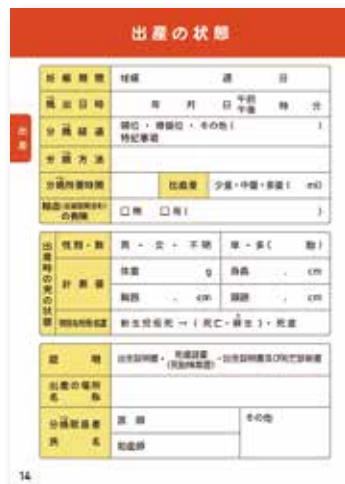 出産の状態
出産
妊娠期間 妊娠 週 日
娩出日時 年 月 日 午前 午後 時 分
分娩経過 頭位・骨盤位・その他( )
特記事項
分娩方法
分娩所要時間 出血量 少量・中量・多量( ml)
輸血(血液製剤含む)の有無 □無 □有( )
出産時の児の状態
性別・数 男・女・不明 単・多( 胎)
計測値 体重 g 身長 . cm
胸囲 . cm 頭囲 . cm
特別な所見・処置 新生児仮死→(死亡・蘇生)・死産
証明 出生証明書・死産証書(死胎検案書)・出生証明書及び死亡診断書
出産の場所
名称
分娩取扱者
氏名
医師
助産師
その他
14